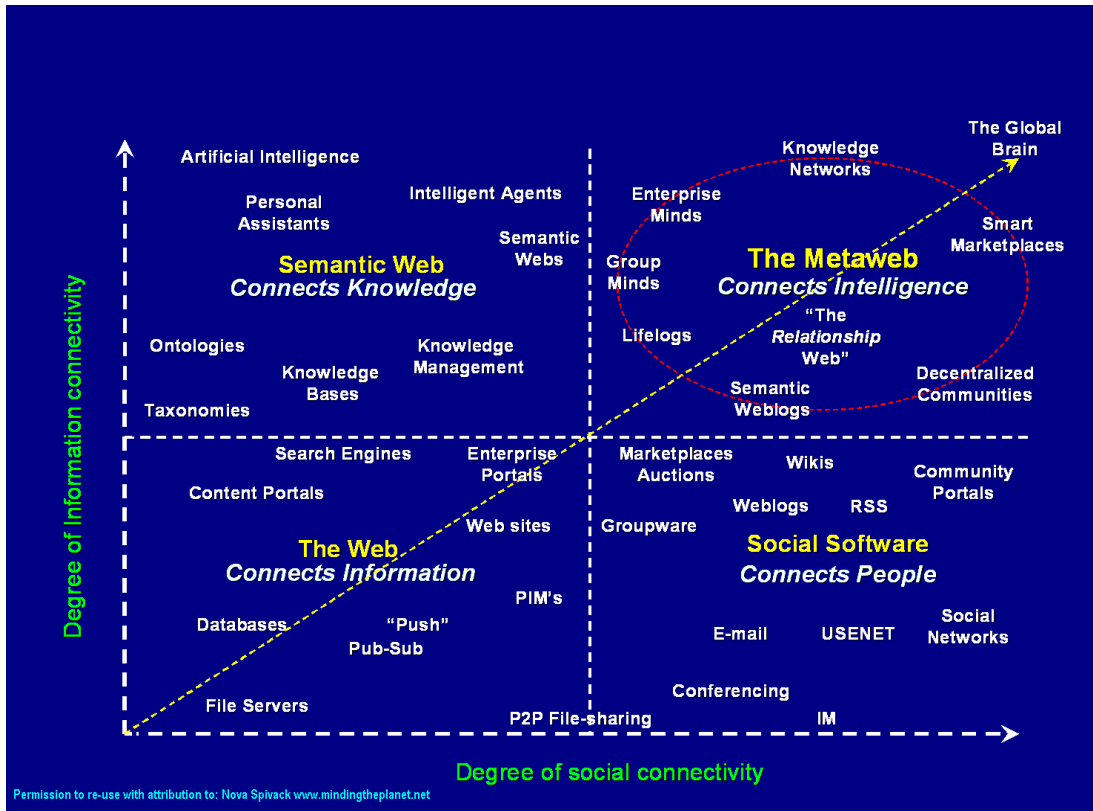 The Global
Brain
Knowledge
Networks
Artificial Intelligence
Intelligent Agents
Enterprise
Minds
Personal
Assistants
Smart
Marketplaces
Semantic
Webs
Semantic Web
Connects Knowledge
Group
Minds
The Metaweb
Connects Intelligence
“The
Relationship
Web”
Lifelogs
Ontologies
Knowledge
Management
Knowledge
Bases
Decentralized
Communities
Semantic
Weblogs
Taxonomies
Degree of Information connectivity
Search Engines
Enterprise
Portals
Marketplaces
Auctions
Wikis
Community
Portals
Content Portals
Weblogs
RSS
Web sites
Groupware
The Web
Connects Information
Social Software
Connects People
PIM's
Databases
“Push”
Pub-Sub
E-mail
USENET
Social
Networks
File Servers
Conferencing
P2P File-sharing
IM
Degree of social connectivity
Permission to re-use with attribution to: Nova Spivack www.mindingtheplanet.net